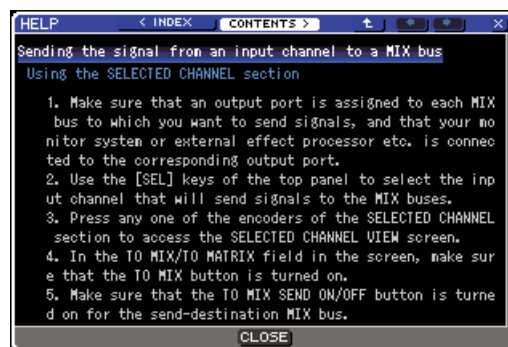 HELP < INDEX CONTENTS > ×
Sending the signal from an input channel to a MIX bus
Using the SELECTED CHANNEL section
1. Make sure that an output port is assigned to each MIX
bus to which you want to send signals, and that your mo
nitor system or external effect processor etc. is connec
ted to the corresponding output port.
2. Use the [SEL] keys of the top panel to select the inp
ut channel that will send signals to the MIX buses.
3. Press any one of the encoders of the SELECTED CHANNEL
section to access the SELECTED CHANNEL VIEW screen.
4. In the TO MIX/TO MATRIX field in the screen, make sur
e that the TO MIX button is turned on.
5. Make sure that the TO MIX SEND ON/OFF button is turne
d on for the send-destination MIX bus.
CLOSE